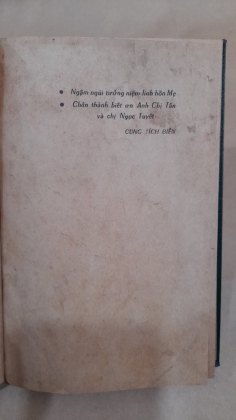 • Ngậm ngùi tưởng niệm linh hồn Mẹ
• Chân thành biết ơn Anh Chị Tấn
và chị Ngọc Tuyết
CUNG TÍCH BIỀN